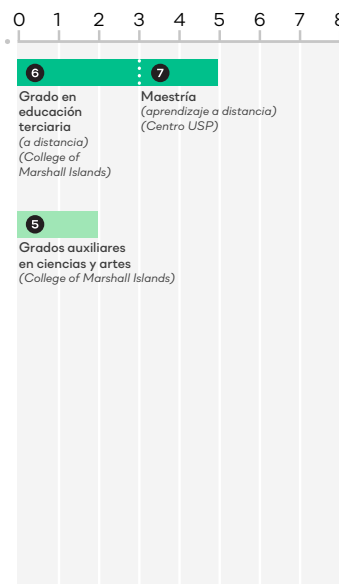 0 1 2 3 4 5 6 7 8
6 7
Grado en
educación
terciaria
(a distancia)
(College of
Marshall Islands)
Maestría
(aprendizaje a distancia)
(Centro USP)
5
Grados auxiliares
en ciencias y artes
(College of Marshall Islands)